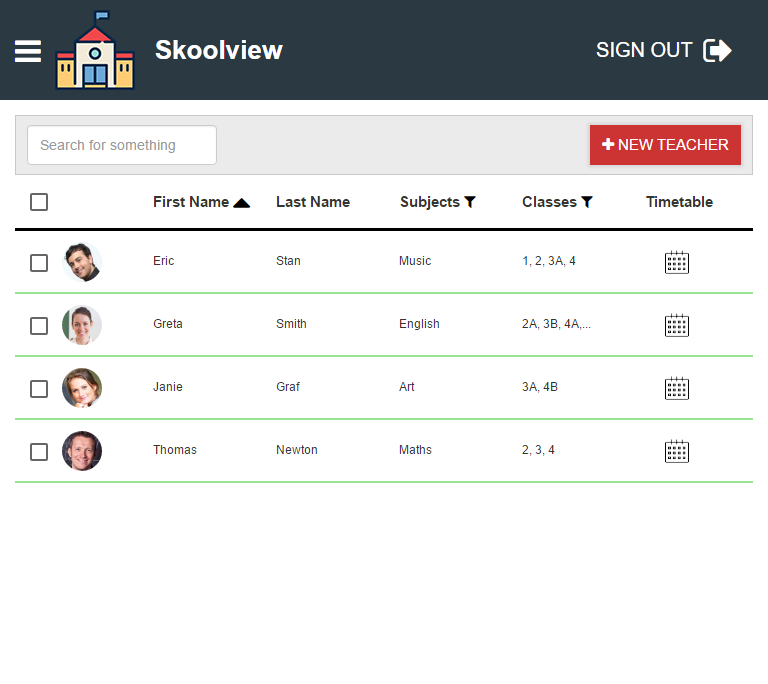 Skoolview
SIGN OUT
Search for something
NEW TEACHER
First Name Last Name Subjects Classes Timetable
Eric Stan Music 1, 2, 3A, 4
Greta Smith English 2A, 3B, 4A,...
Janie Graf Art 3A, 4B
Thomas Newton Maths 2, 3, 4